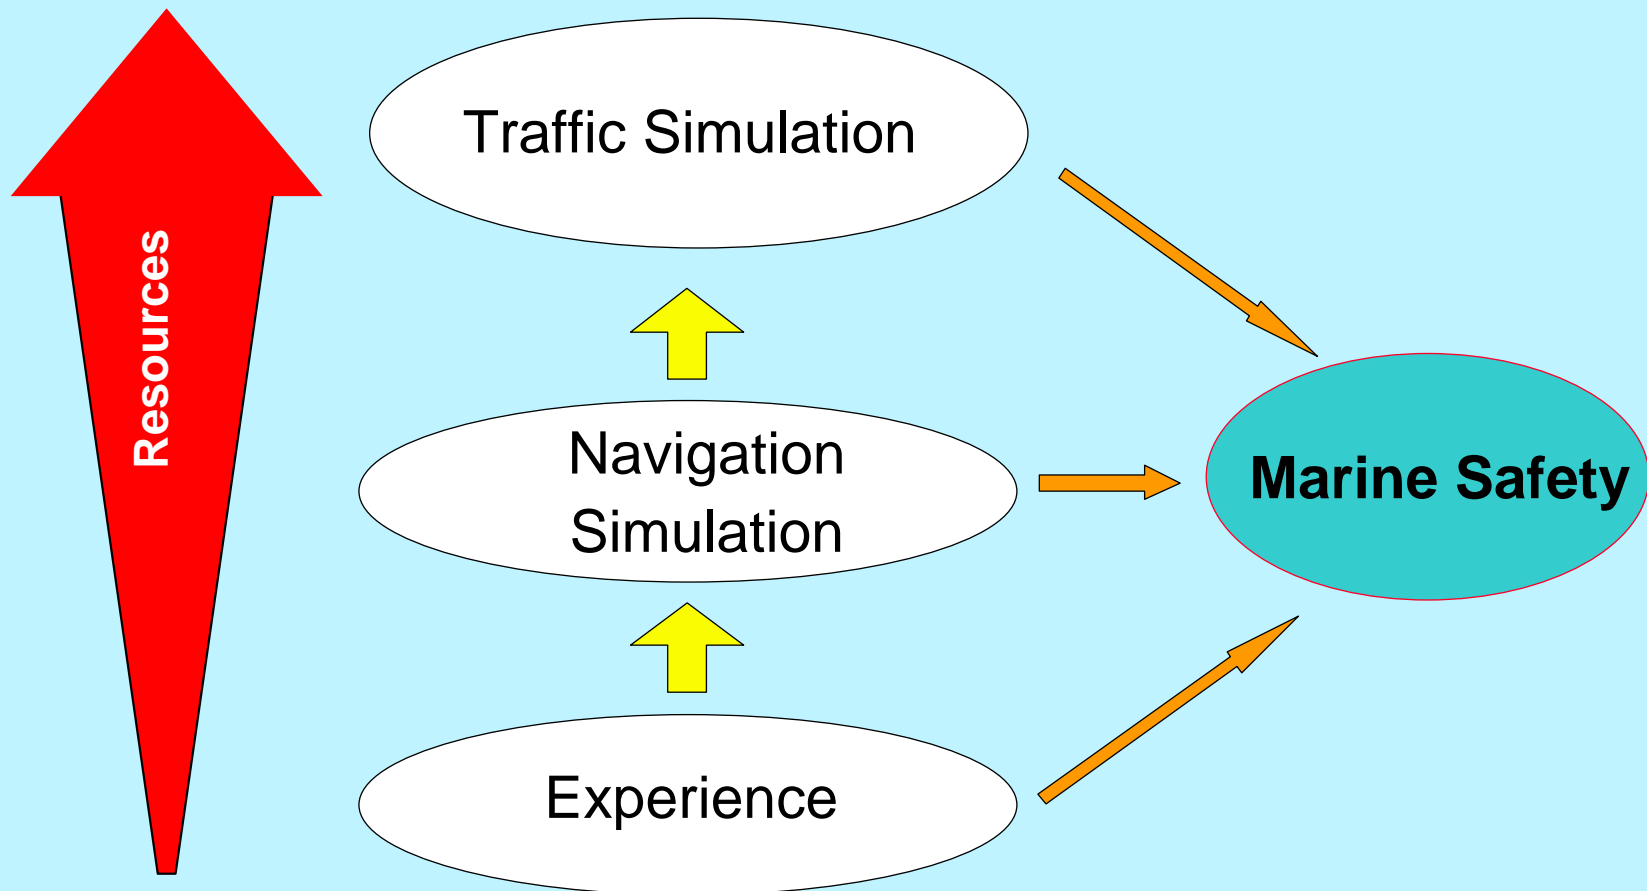 Traffic Simulation
Resources
Navigation
Simulation
Marine Safety
Experience